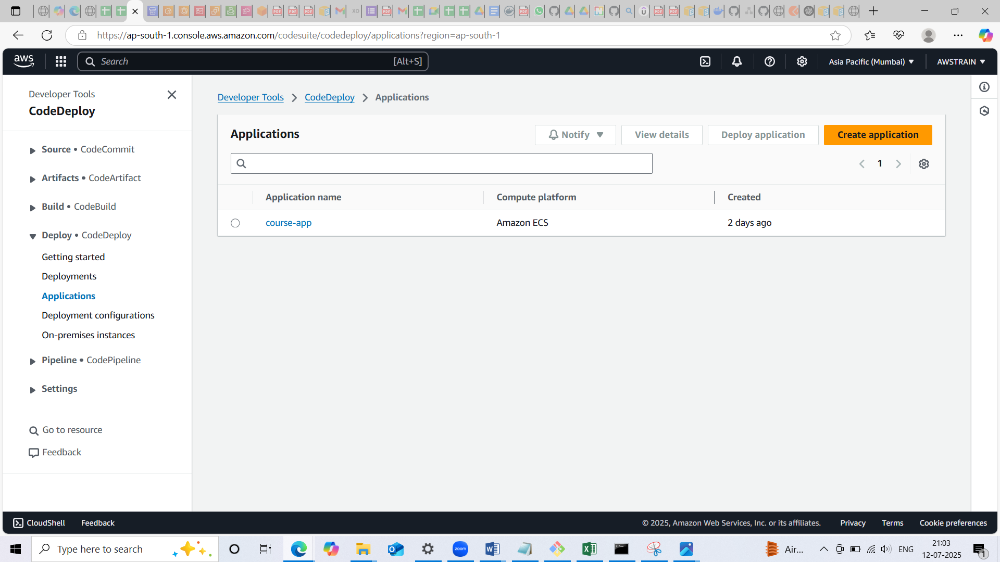 https://ap-south-1.console.aws.amazon.com/codesuite/codedeploy/applications?region=ap-south-1
aws
Search
[Alt+S]
Asia Pacific (Mumbai)
AWSTRAIN
Developer Tools
CodeDeploy
Source • CodeCommit
Artifacts • CodeArtifact
Build • CodeBuild
Deploy • CodeDeploy
Getting started
Deployments
Applications
Deployment configurations
On-premises instances
Pipeline • CodePipeline
Settings
Go to resource
Feedback
Developer Tools
CodeDeploy
Applications
Applications
Notify
View details
Deploy application
Create application
1
Application name
Compute platform
Created
course-app
Amazon ECS
2 days ago
CloudShell
Feedback
© 2025, Amazon Web Services, Inc. or its affiliates.
Privacy
Terms
Cookie preferences
Type here to search
zoom
Air...
ENG
21:03
12-07-2025
1